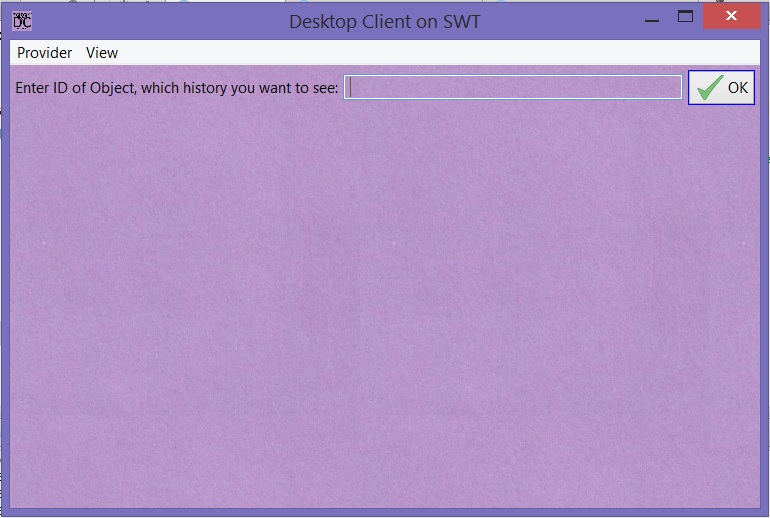 DC
Desktop Client on SWT
Provider View
Enter ID of Object, which history you want to see: OK